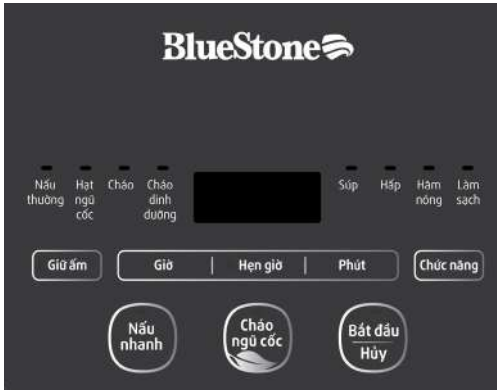 BlueStone
Nấu thường
Hạt ngũ cốc
Cháo
Cháo dinh dưỡng
Súp
Hấp
Hâm nóng
Làm sạch
Giữ ấm
Giờ | Hẹn giờ | Phút
Chức năng
Nấu nhanh
Cháo ngũ cốc
Bắt đầu
Hủy